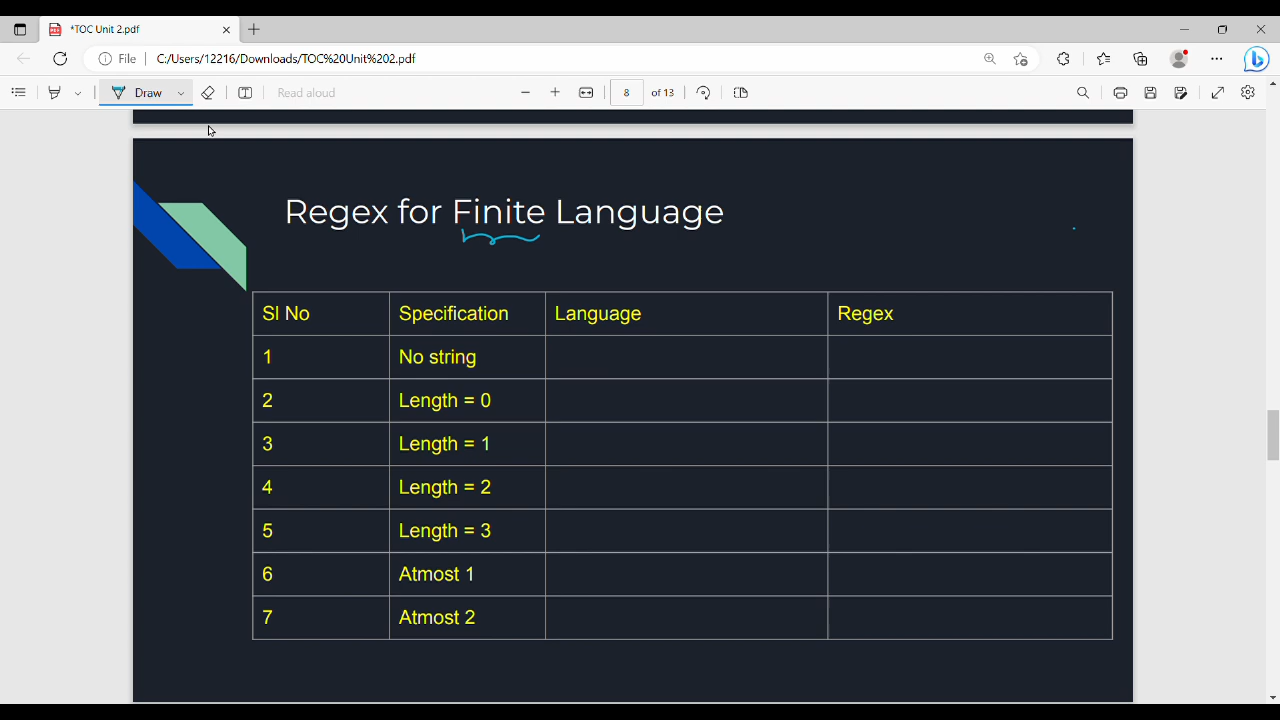 *TOC Unit 2.pdf
File C:/Users/12216/Downloads/TOC%20Unit%202.pdf
Draw Read aloud 8 of 13
Regex for Finite Language
Sl No Specification Language Regex
1 No string
2 Length = 0
3 Length = 1
4 Length = 2
5 Length = 3
6 Atmost 1
7 Atmost 2